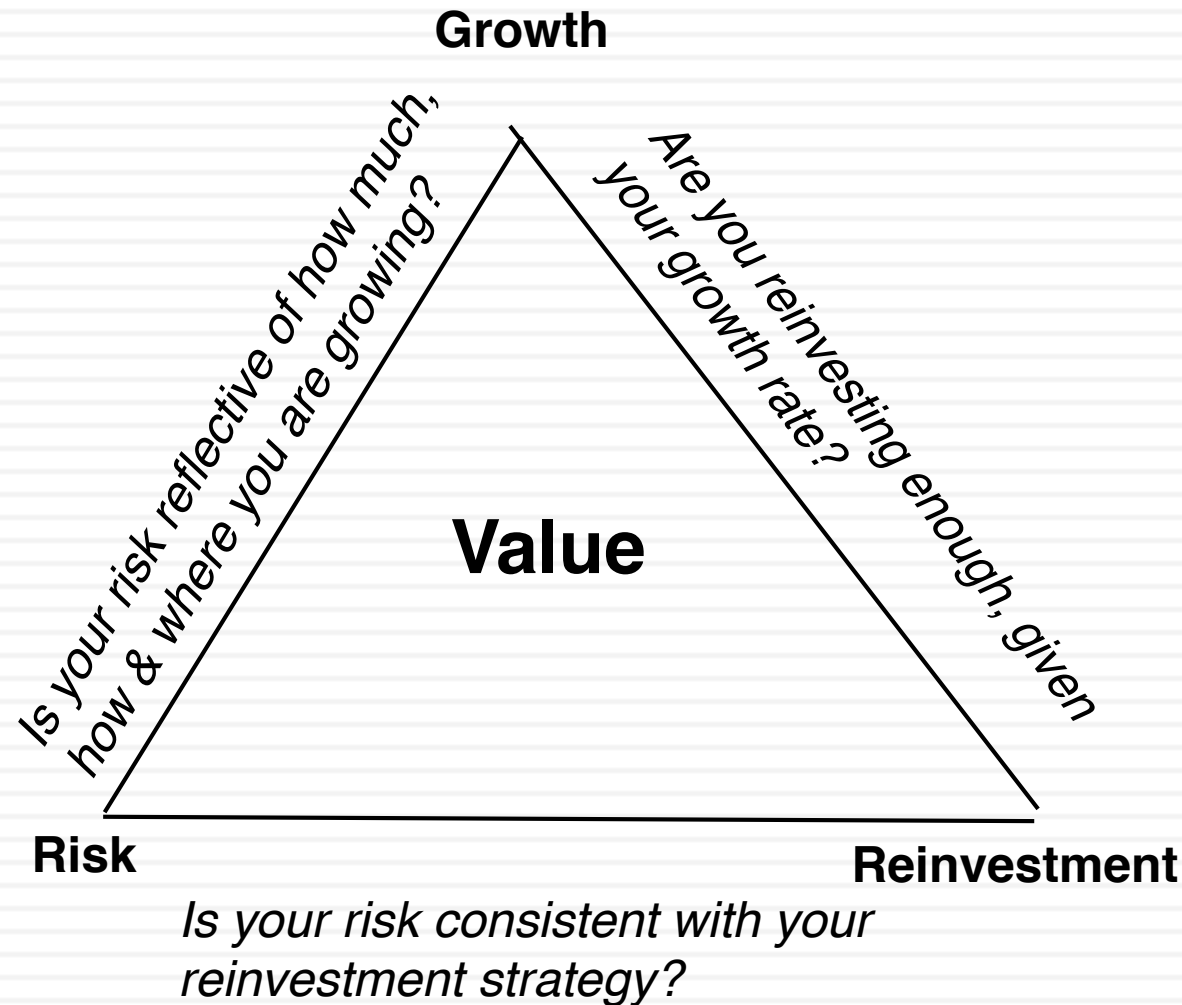 Growth
Is your risk reflective of how much,
how & where you are growing?
Are you reinvesting enough, given
your growth rate?
Value
Risk
Reinvestment
Is your risk consistent with your
reinvestment strategy?